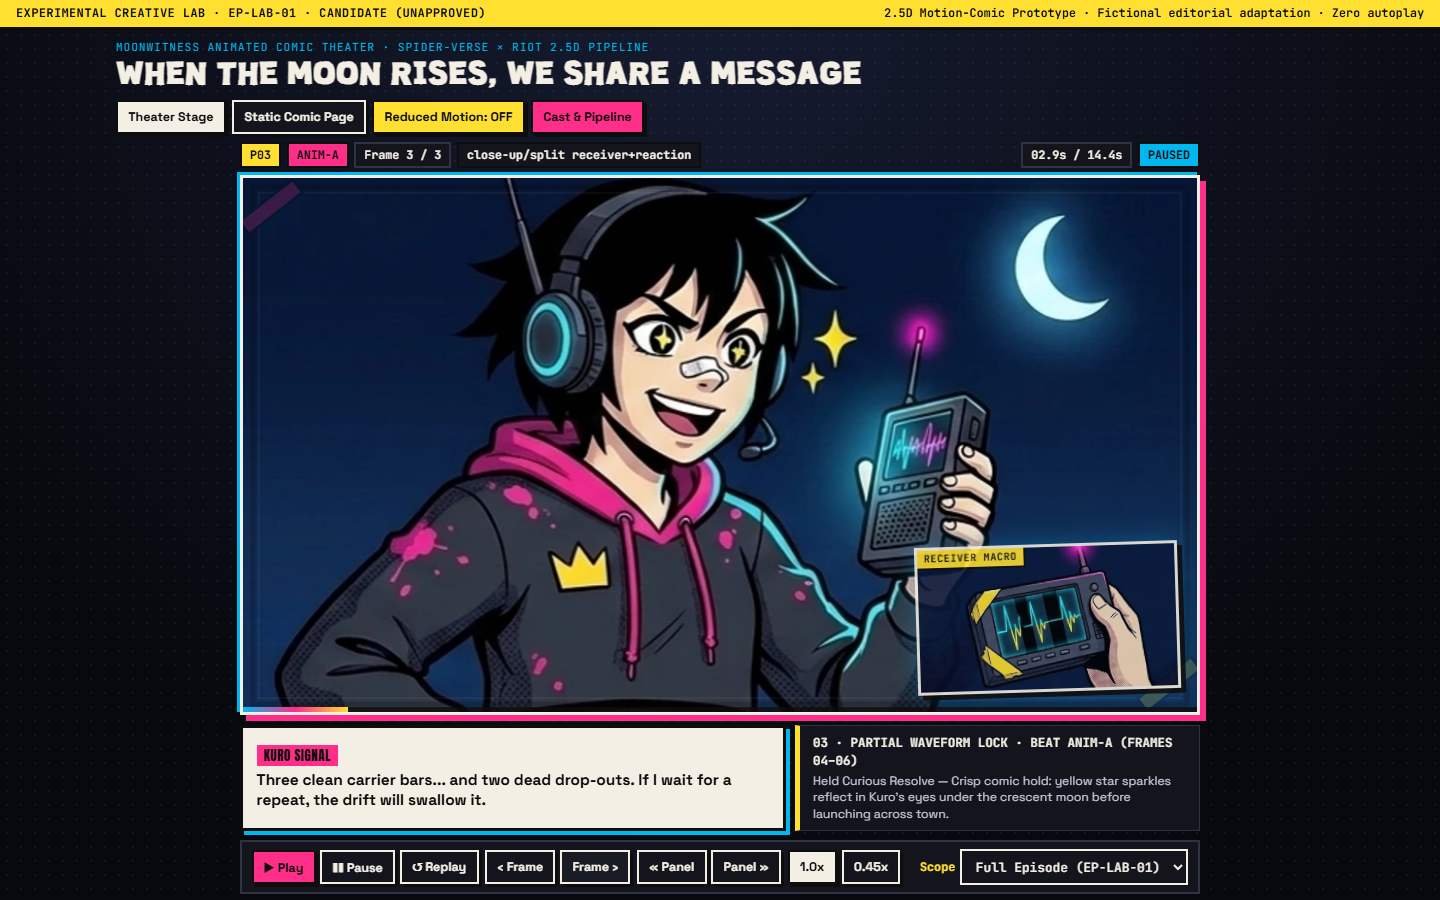 EXPERIMENTAL CREATIVE LAB · EP-LAB-01 · CANDIDATE (UNAPPROVED)
2.5D Motion-Comic Prototype · Fictional editorial adaptation · Zero autoplay
MOONWITNESS ANIMATED COMIC THEATER · SPIDER-VERSE × RIOT 2.5D PIPELINE
WHEN THE MOON RISES, WE SHARE A MESSAGE
Theater Stage
Static Comic Page
Reduced Motion: OFF
Cast & Pipeline
P03
ANIM-A
Frame 3 / 3
close-up/split receiver+reaction
02.9s / 14.4s
PAUSED
RECEIVER MACRO
KURO SIGNAL
Three clean carrier bars... and two dead drop-outs. If I wait for a
repeat, the drift will swallow it.
03 · PARTIAL WAVEFORM LOCK · BEAT ANIM-A (FRAMES
04–06)
Held Curious Resolve — Crisp comic hold: yellow star sparkles
reflect in Kuro's eyes under the crescent moon before
launching across town.
▶ Play
▮▮ Pause
↺ Replay
‹ Frame
Frame ›
« Panel
Panel »
1.0x
0.45x
Scope
Full Episode (EP-LAB-01)